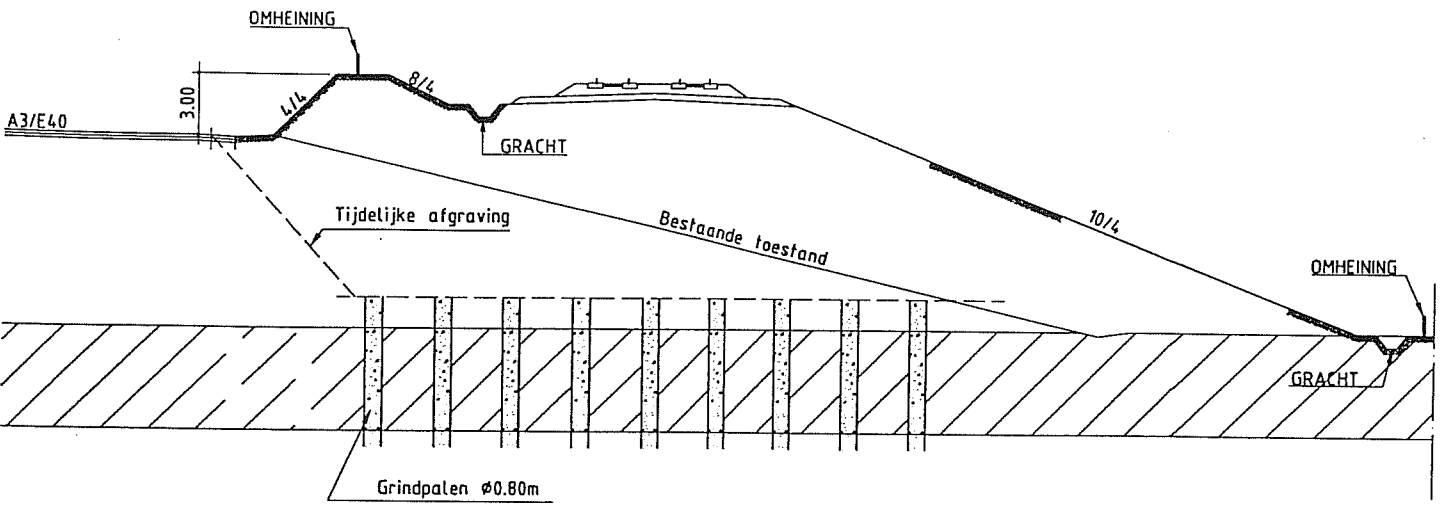 OMHEINING
3.00
4/4
8/4
A3/E40
GRACHT
Tijdelijke afgraving
Bestaande toestand
10/4
OMHEINING
GRACHT
Grindpalen Ø0.80m